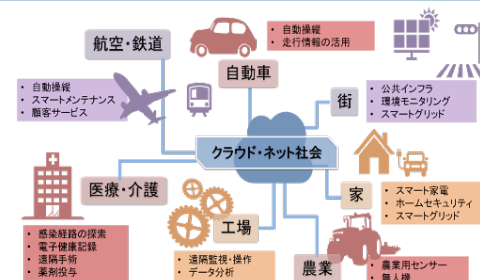 航空・鉄道
・自動操縦
・スマートメンテナンス
・顧客サービス
・自動操縦
・走行情報の活用
自動車
街
・公共インフラ
・環境モニタリング
・スマートグリッド
クラウド・ネット社会
医療・介護
・感染経路の探索
・電子健康記録
・遠隔手術
・薬剤投与
工場
・遠隔監視・操作
・データ分析
家
・スマート家電
・ホームセキュリティ
・スマートグリッド
農業
・農業用センサー
・無人機